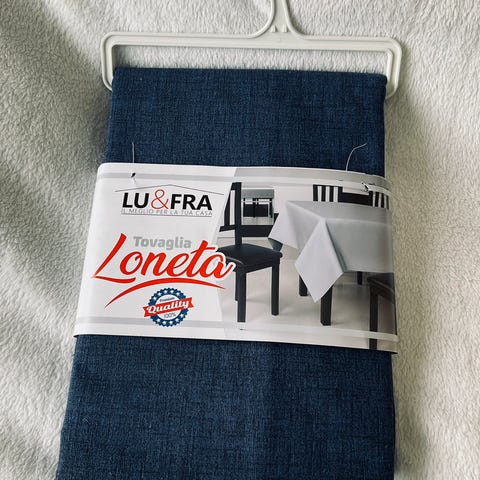 LU&FRA
IL MEGLIO PER LA TUA CASA
Tovaglia
Loneta
Quality
100%